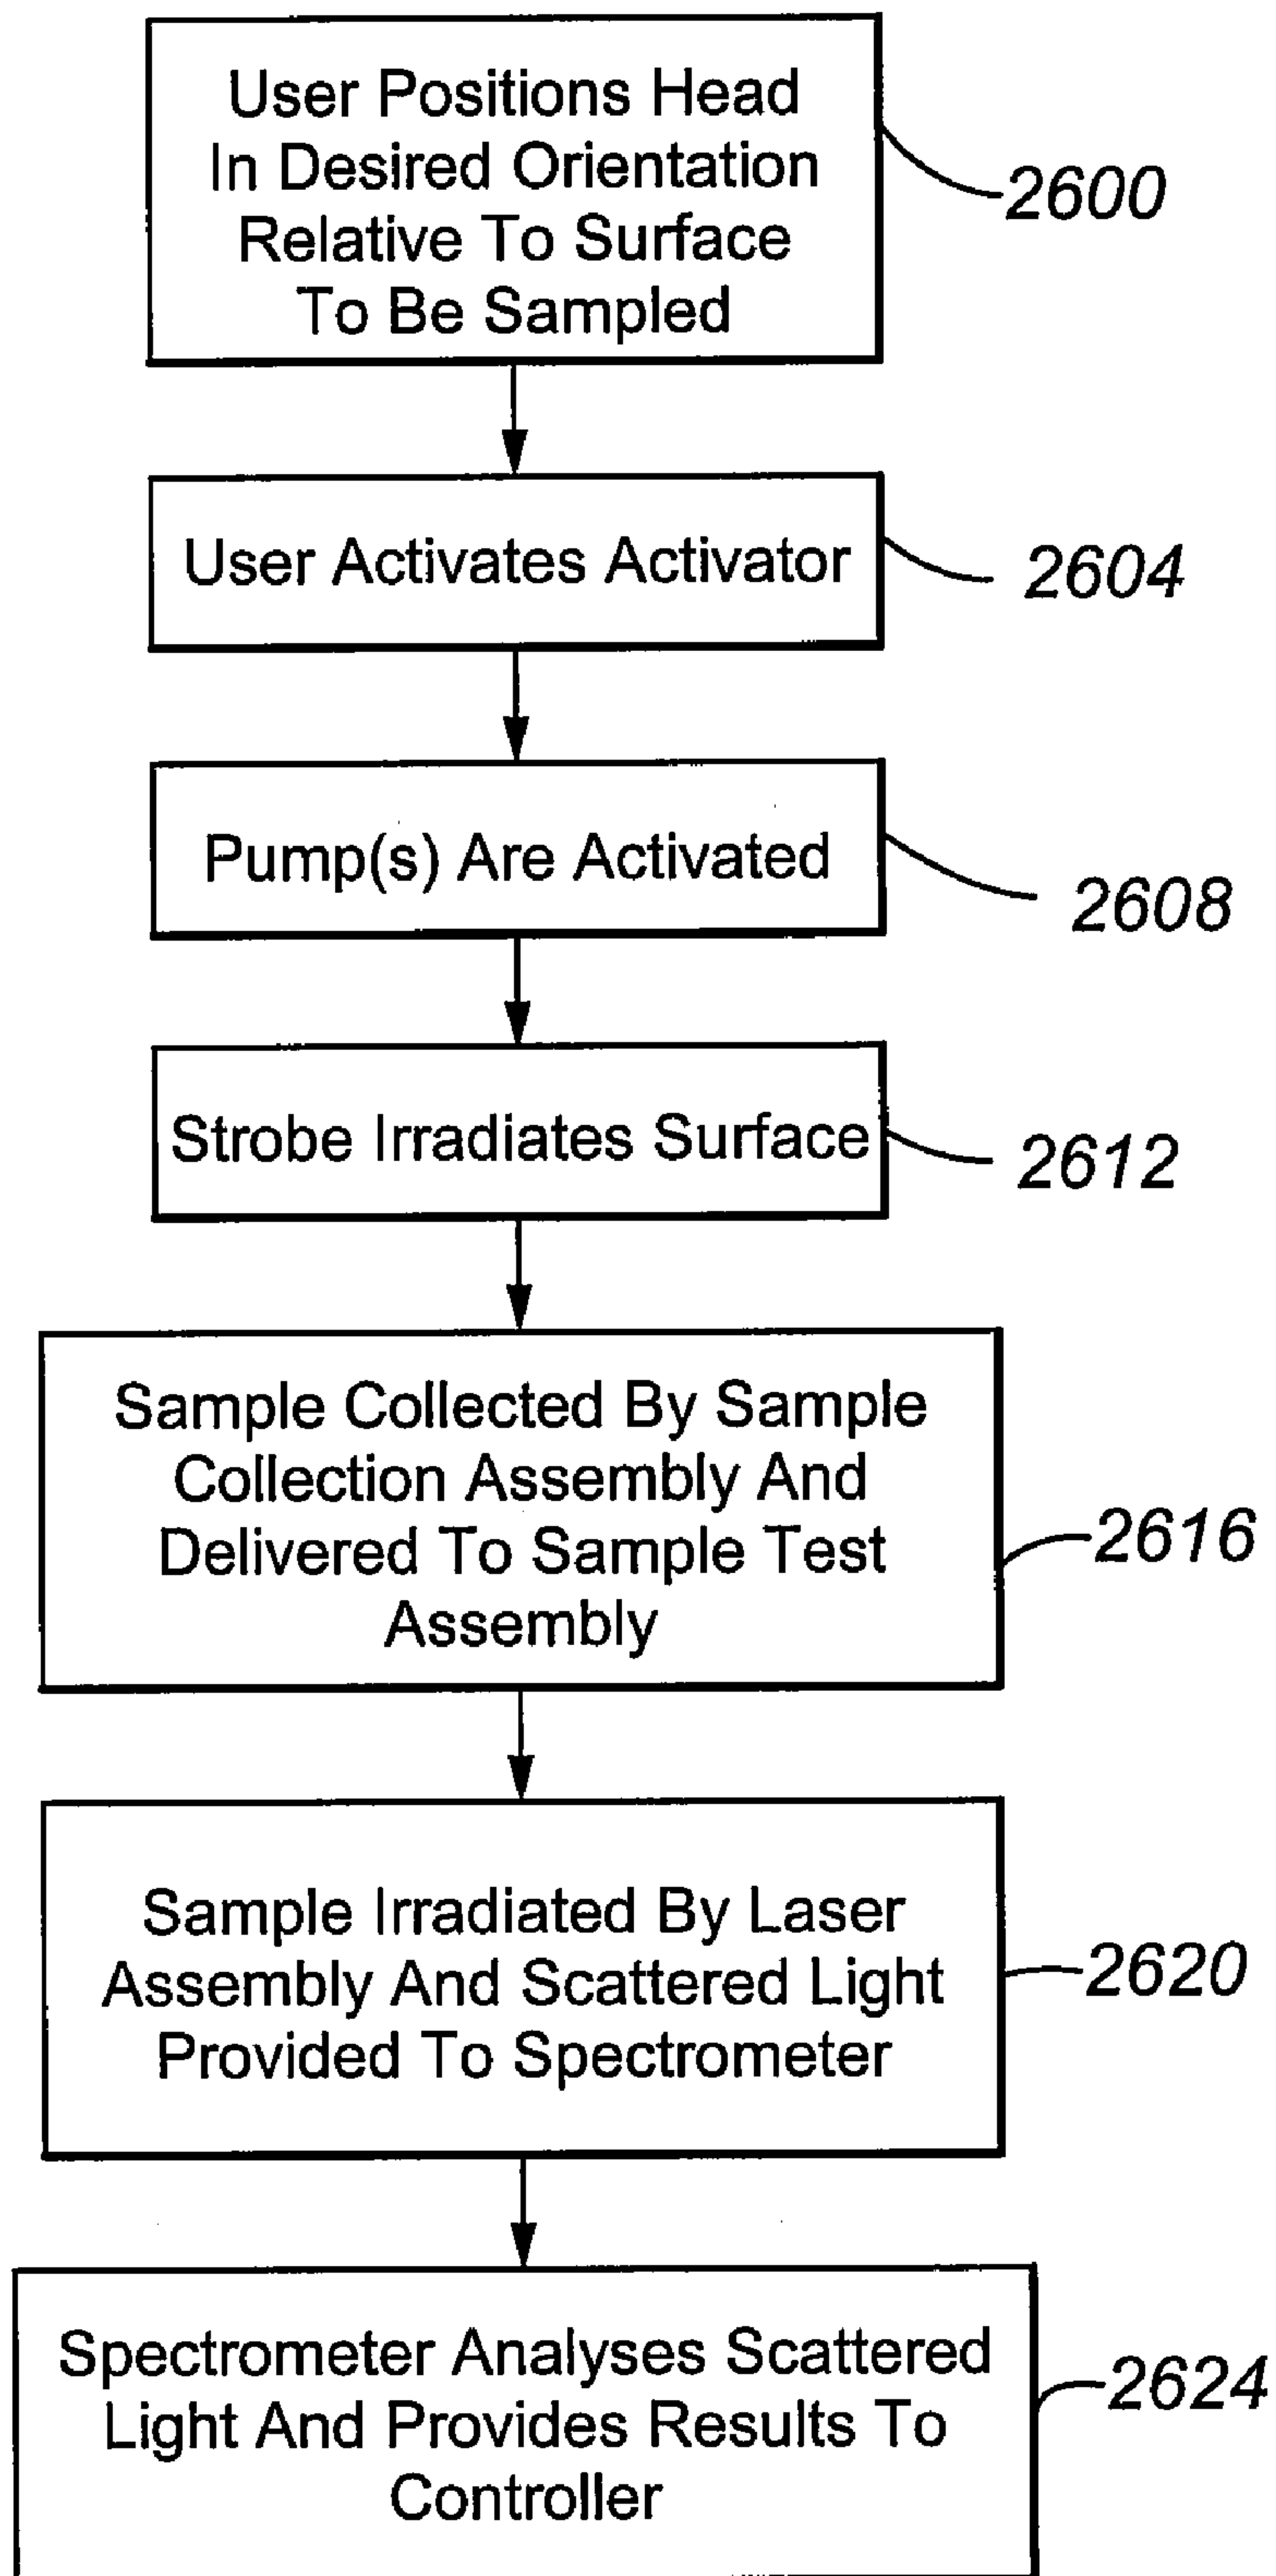 User Positions Head
In Desired Orientation
Relative To Surface
To Be Sampled
2600
User Activates Activator
2604
Pump(s) Are Activated
2608
Strobe Irradiates Surface
2612
Sample Collected By Sample
Collection Assembly And
Delivered To Sample Test
Assembly
2616
Sample Irradiated By Laser
Assembly And Scattered Light
Provided To Spectrometer
2620
Spectrometer Analyses Scattered
Light And Provides Results To
Controller
2624